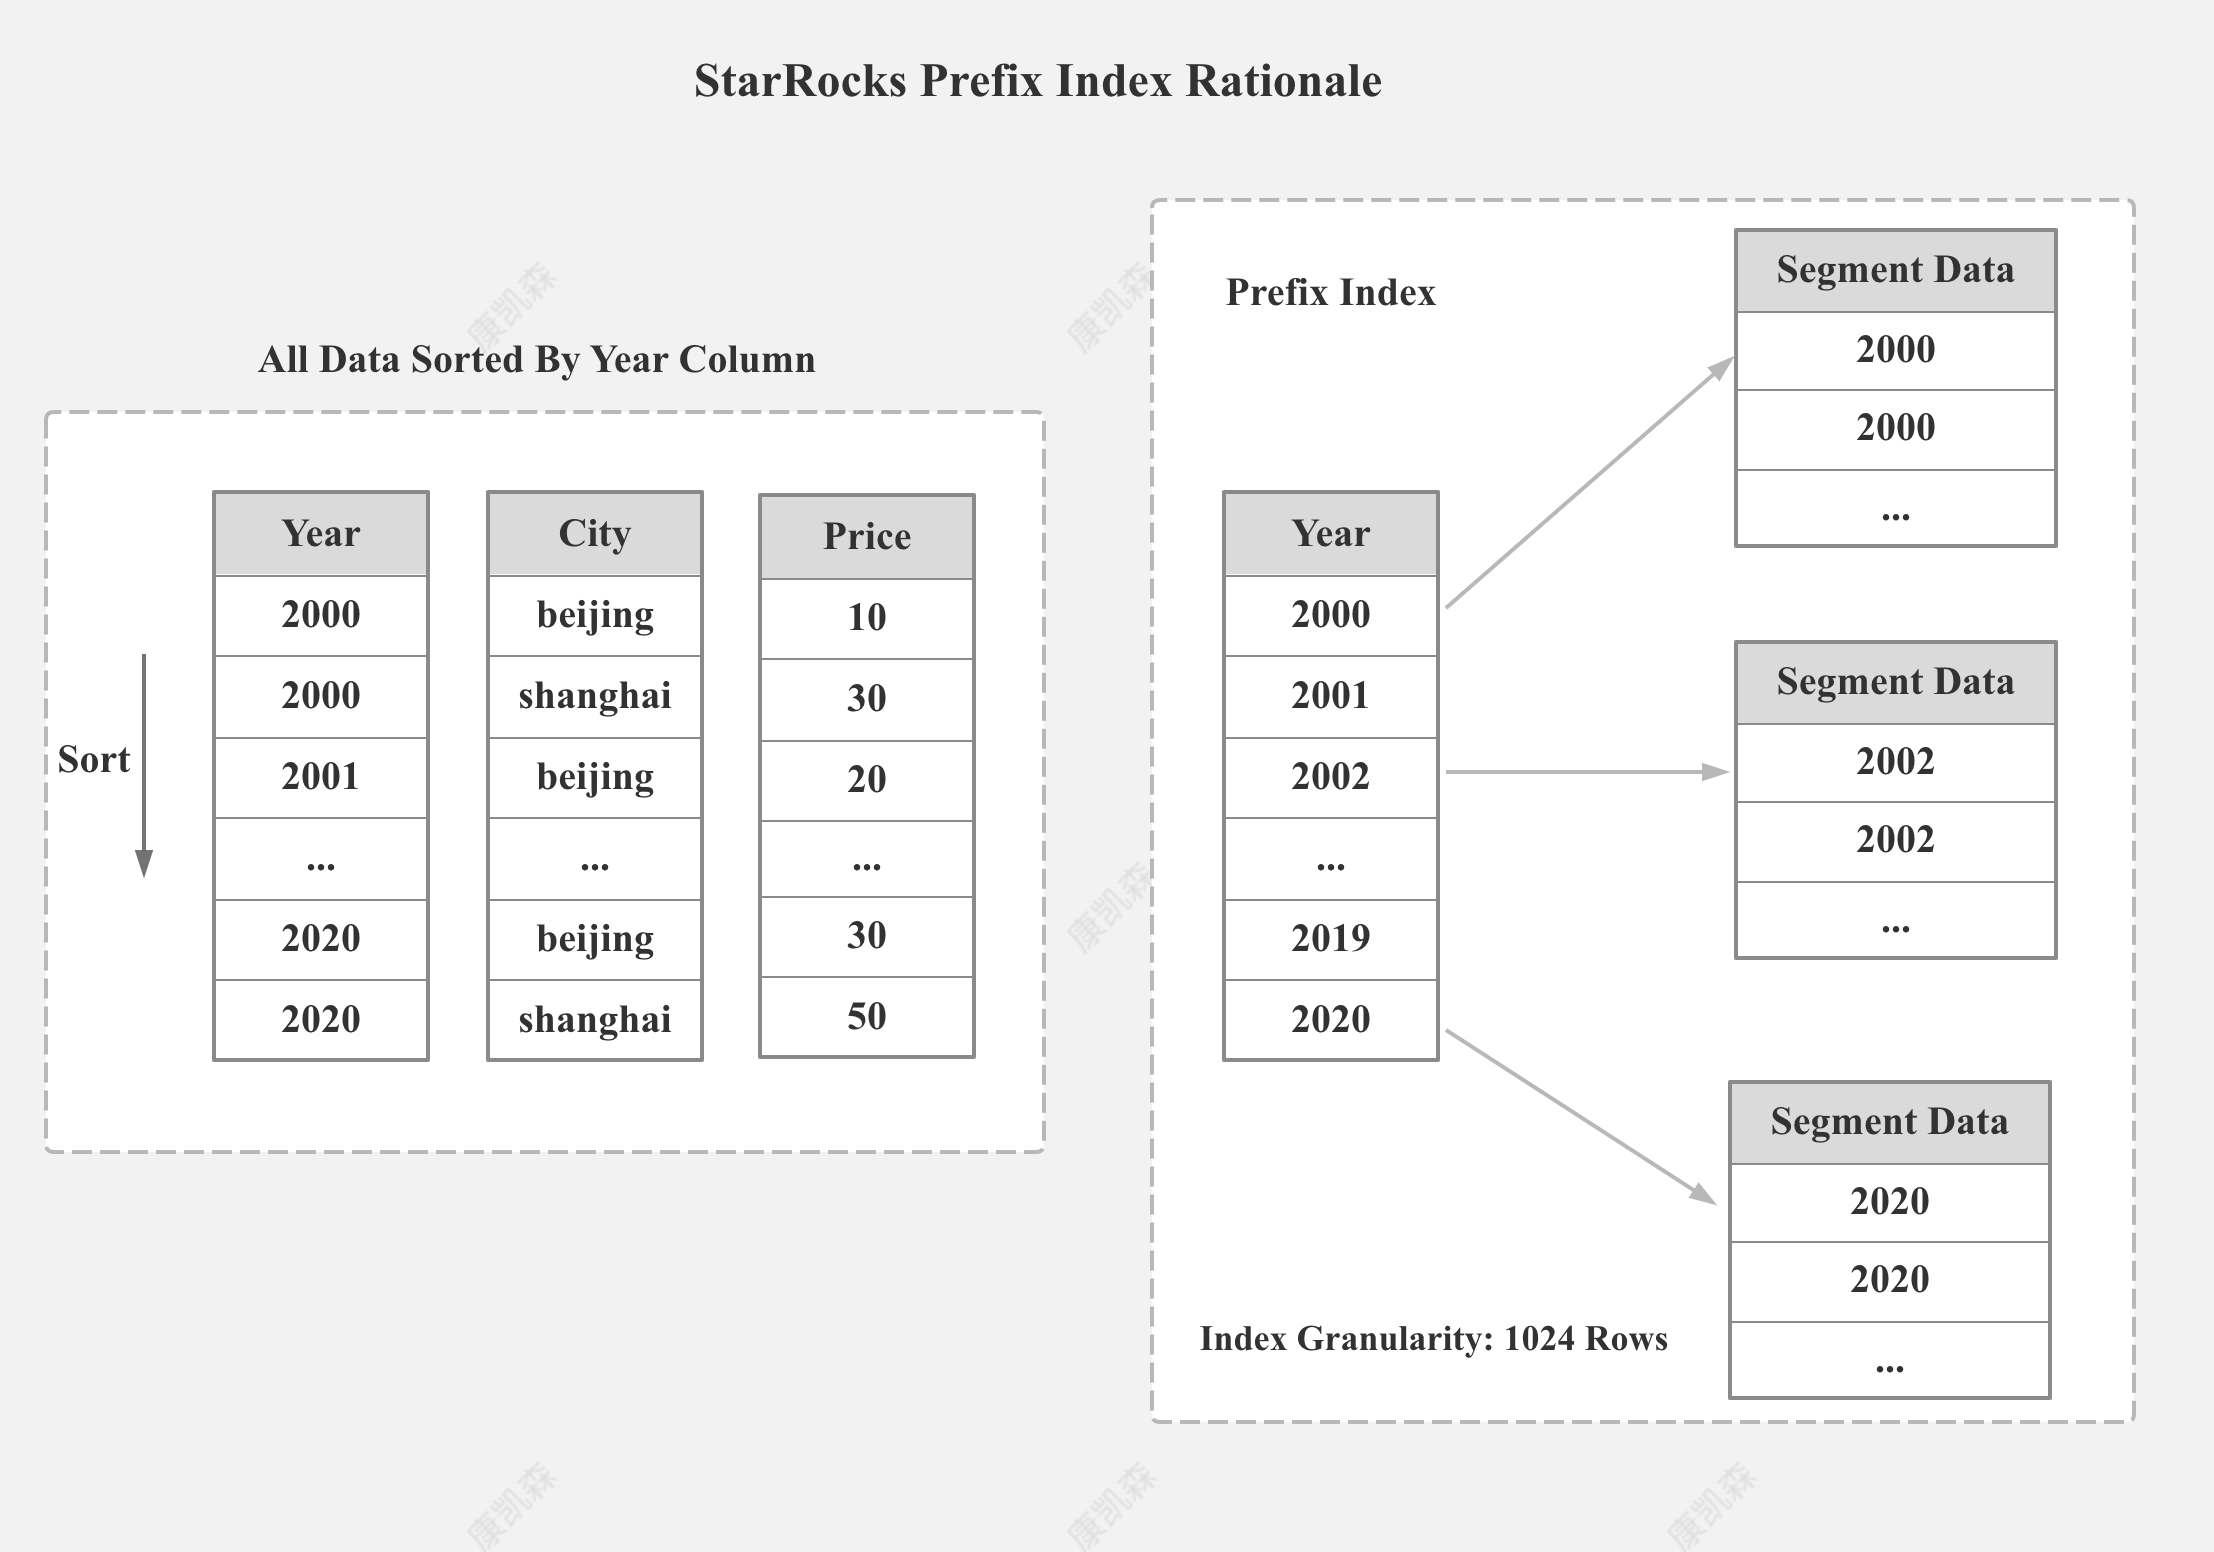 StarRocks Prefix Index Rationale
All Data Sorted By Year Column
Sort
Year City Price
2000 beijing 10
2000 shanghai 30
2001 beijing 20
... ... ...
2020 beijing 30
2020 shanghai 50
Prefix Index
Year
2000
2001
2002
...
2019
2020
Segment Data
2000
2000
...
Segment Data
2002
2002
...
Segment Data
2020
2020
...
Index Granularity: 1024 Rows
康凯森
康凯森
康凯森
康凯森
康凯森
康凯森